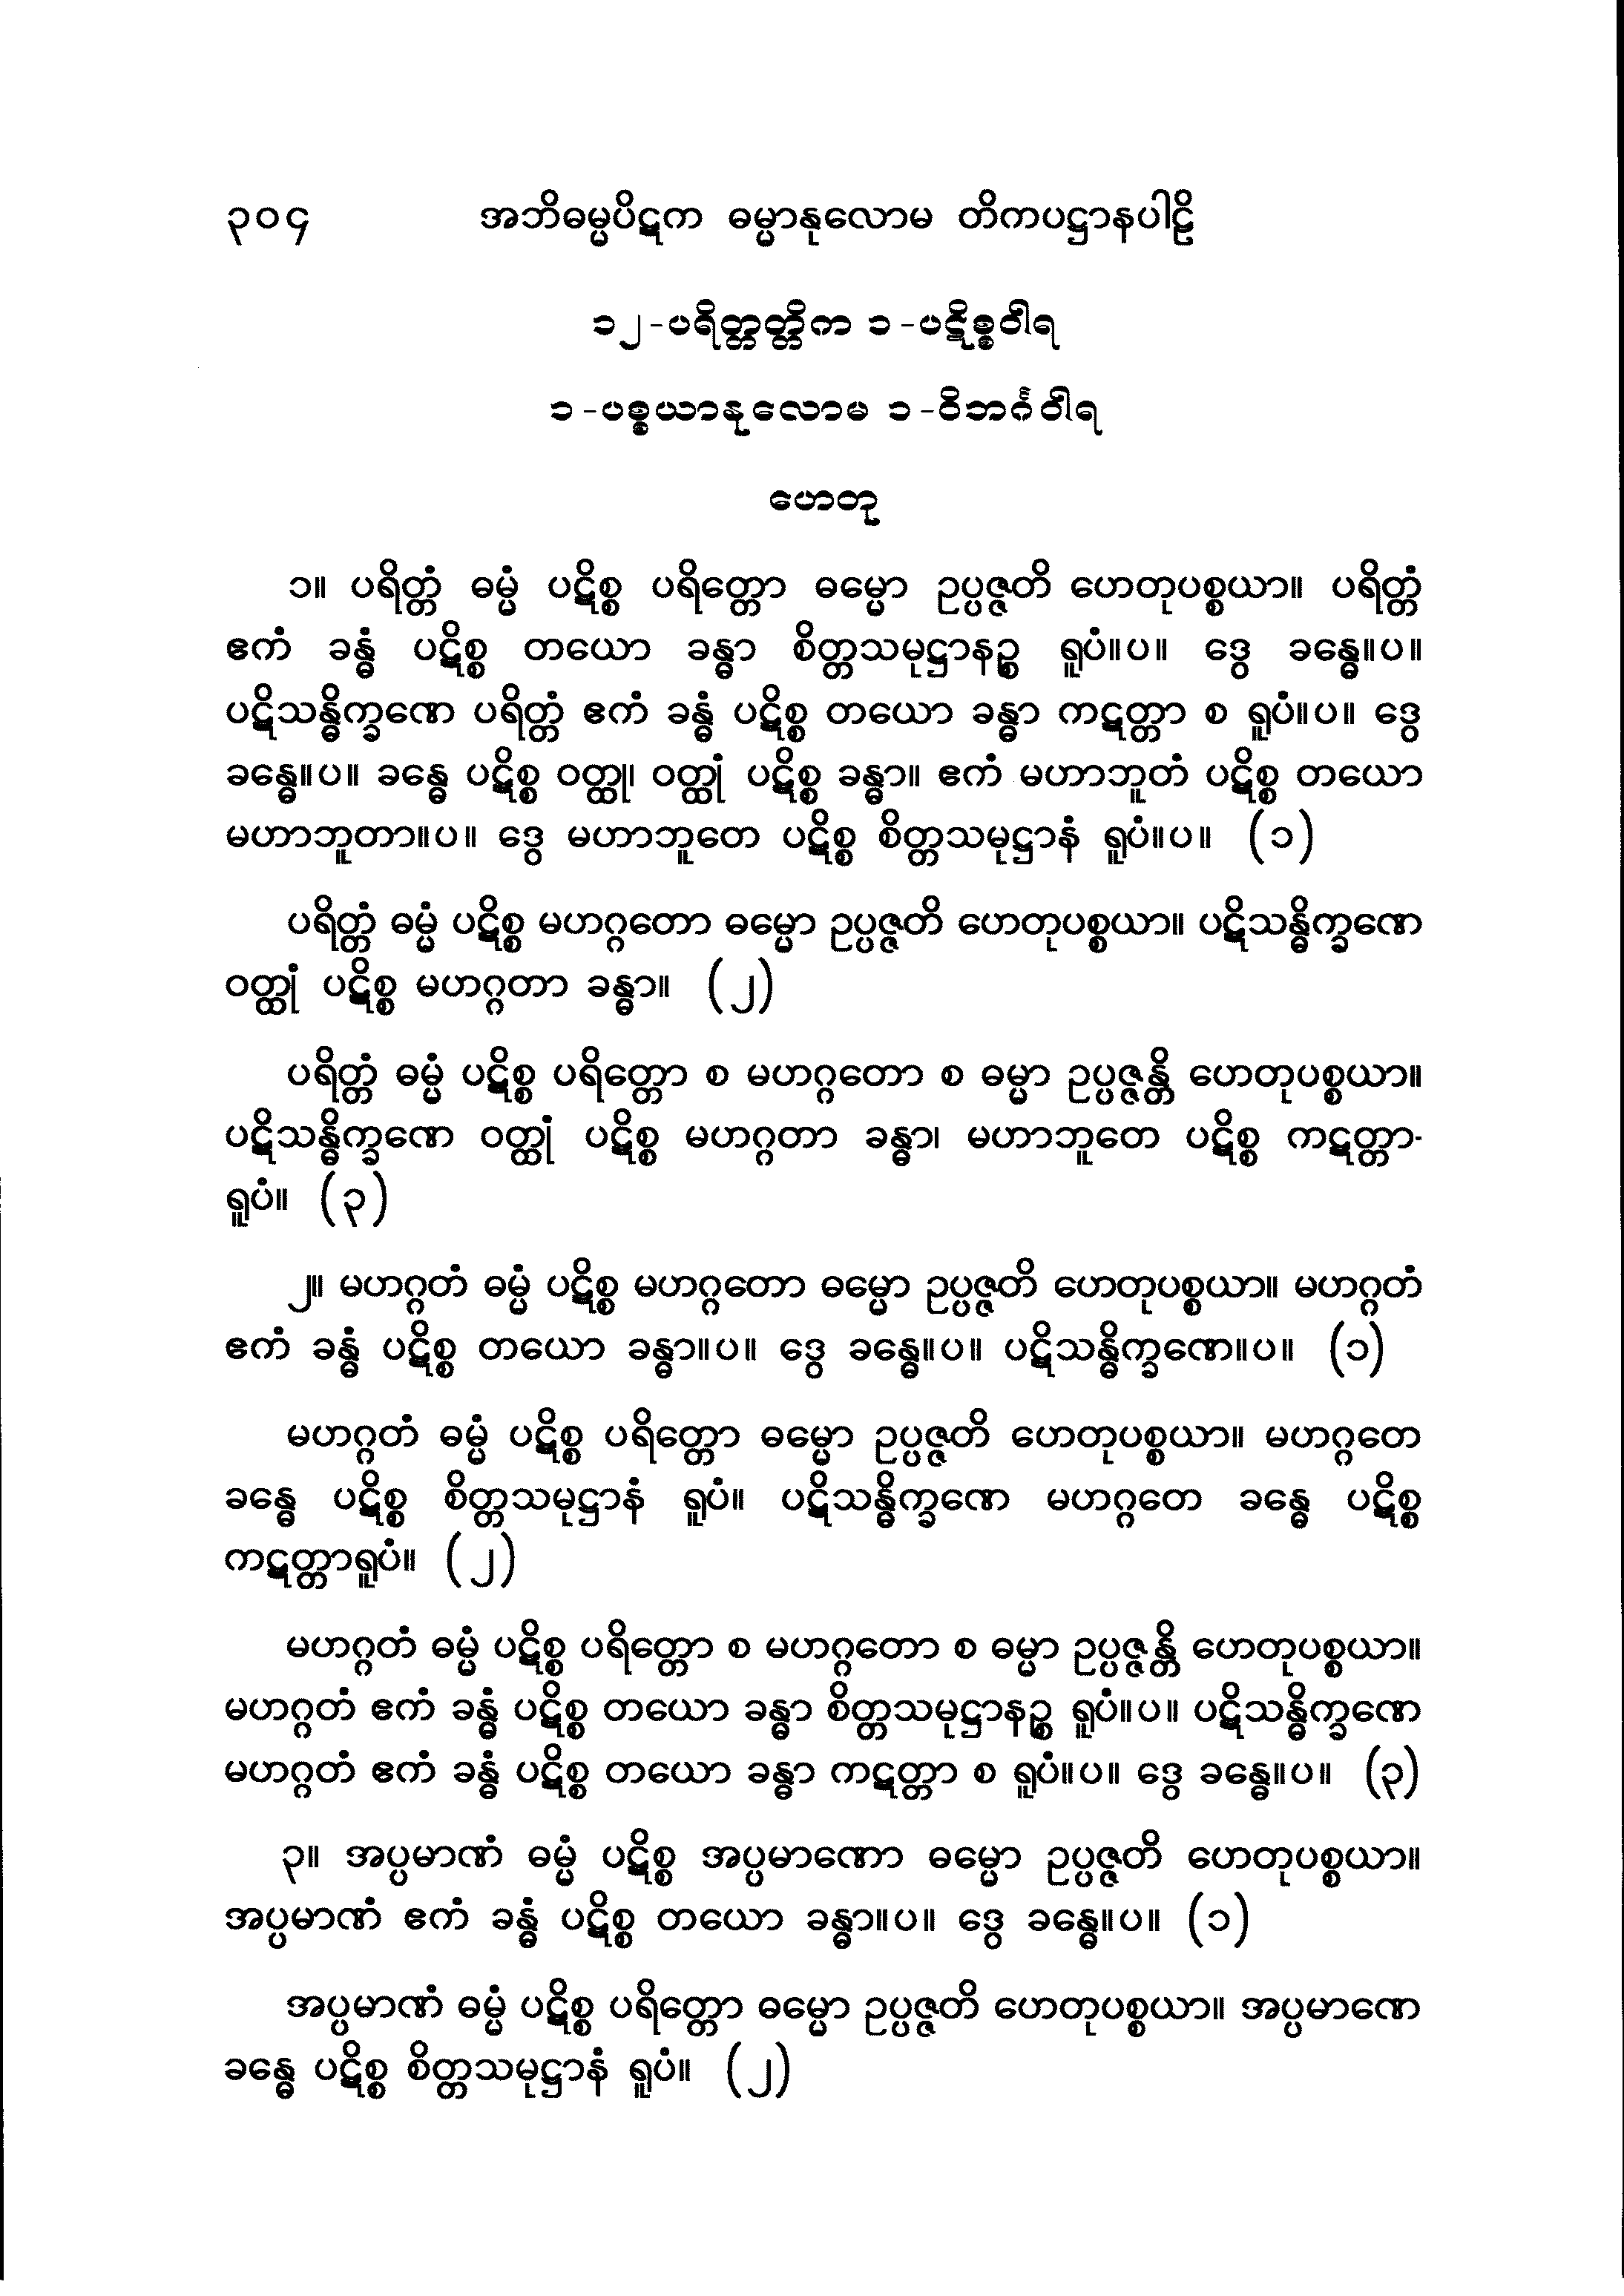 ၃၀၄ အဘိဓမ္မပိဋက ဓမ္မာနုလောမ တိကပဋ္ဌာနပါဠိ
၁၂-ပရိတ္တတ္တိက ၁-ပဋိစ္စဝါရ
၁-ပစ္စယာနုလောမ ၁-ဝိဘင်္ဂဝါရ
ဟေတု
၁။ ပရိတ္တံ ဓမ္မံ ပဋိစ္စ ပရိတ္တော ဓမ္မော ဥပ္ပဇ္ဇတိ ဟေတုပစ္စယာ။ ပရိတ္တံ
ဧကံ ခန္ဓံ ပဋိစ္စ တယော ခန္ဓာ စိတ္တသမုဋ္ဌာနဉ္စ ရူပံ။ပ။ ဒွေ ခန္ဓေ။ပ။
ပဋိသန္ဓိက္ခဏေ ပရိတ္တံ ဧကံ ခန္ဓံ ပဋိစ္စ တယော ခန္ဓာ ကဋတ္တာ စ ရူပံ။ပ။ ဒွေ
ခန္ဓေ။ပ။ ခန္ဓေ ပဋိစ္စ ဝတ္ထု၊ ဝတ္ထုံ ပဋိစ္စ ခန္ဓာ။ ဧကံ မဟာဘူတံ ပဋိစ္စ တယော
မဟာဘူတာ။ပ။ ဒွေ မဟာဘူတေ ပဋိစ္စ စိတ္တသမုဋ္ဌာနံ ရူပံ။ပ။ (၁)
ပရိတ္တံ ဓမ္မံ ပဋိစ္စ မဟဂ္ဂတော ဓမ္မော ဥပ္ပဇ္ဇတိ ဟေတုပစ္စယာ။ ပဋိသန္ဓိက္ခဏေ
ဝတ္ထုံ ပဋိစ္စ မဟဂ္ဂတာ ခန္ဓာ။ (၂)
ပရိတ္တံ ဓမ္မံ ပဋိစ္စ ပရိတ္တော စ မဟဂ္ဂတော စ ဓမ္မာ ဥပ္ပဇ္ဇန္တိ ဟေတုပစ္စယာ။
ပဋိသန္ဓိက္ခဏေ ဝတ္ထုံ ပဋိစ္စ မဟဂ္ဂတာ ခန္ဓာ၊ မဟာဘူတေ ပဋိစ္စ ကဋတ္တာ-
ရူပံ။ (၃)
၂။ မဟဂ္ဂတံ ဓမ္မံ ပဋိစ္စ မဟဂ္ဂတော ဓမ္မော ဥပ္ပဇ္ဇတိ ဟေတုပစ္စယာ။ မဟဂ္ဂတံ
ဧကံ ခန္ဓံ ပဋိစ္စ တယော ခန္ဓာ။ပ။ ဒွေ ခန္ဓေ။ပ။ ပဋိသန္ဓိက္ခဏေ။ပ။ (၁)
မဟဂ္ဂတံ ဓမ္မံ ပဋိစ္စ ပရိတ္တော ဓမ္မော ဥပ္ပဇ္ဇတိ ဟေတုပစ္စယာ။ မဟဂ္ဂတေ
ခန္ဓေ ပဋိစ္စ စိတ္တသမုဋ္ဌာနံ ရူပံ။ ပဋိသန္ဓိက္ခဏေ မဟဂ္ဂတေ ခန္ဓေ ပဋိစ္စ
ကဋတ္တာရူပံ။ (၂)
မဟဂ္ဂတံ ဓမ္မံ ပဋိစ္စ ပရိတ္တော စ မဟဂ္ဂတော စ ဓမ္မာ ဥပ္ပဇ္ဇန္တိ ဟေတုပစ္စယာ။
မဟဂ္ဂတံ ဧကံ ခန္ဓံ ပဋိစ္စ တယော ခန္ဓာ စိတ္တသမုဋ္ဌာနဉ္စ ရူပံ။ပ။ ပဋိသန္ဓိက္ခဏေ
မဟဂ္ဂတံ ဧကံ ခန္ဓံ ပဋိစ္စ တယော ခန္ဓာ ကဋတ္တာ စ ရူပံ။ပ။ ဒွေ ခန္ဓေ။ပ။ (၃)
၃။ အပ္ပမာဏံ ဓမ္မံ ပဋိစ္စ အပ္ပမာဏော ဓမ္မော ဥပ္ပဇ္ဇတိ ဟေတုပစ္စယာ။
အပ္ပမာဏံ ဧကံ ခန္ဓံ ပဋိစ္စ တယော ခန္ဓာ။ပ။ ဒွေ ခန္ဓေ။ပ။ (၁)
အပ္ပမာဏံ ဓမ္မံ ပဋိစ္စ ပရိတ္တော ဓမ္မော ဥပ္ပဇ္ဇတိ ဟေတုပစ္စယာ။ အပ္ပမာဏေ
ခန္ဓေ ပဋိစ္စ စိတ္တသမုဋ္ဌာနံ ရူပံ။ (၂)